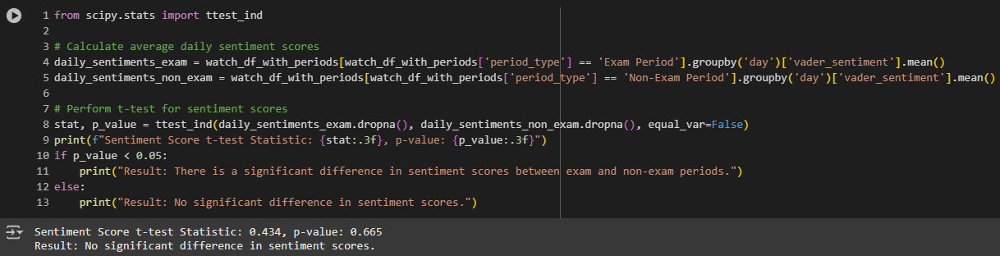 1 from scipy.stats import ttest_ind
2
3 # Calculate average daily sentiment scores
4 daily_sentiments_exam = watch_df_with_periods[watch_df_with_periods['period_type'] == 'Exam Period'].groupby('day')['vader_sentiment'].mean()
5 daily_sentiments_non_exam = watch_df_with_periods[watch_df_with_periods['period_type'] == 'Non-Exam Period'].groupby('day')['vader_sentiment'].mean()
6
7 # Perform t-test for sentiment scores
8 stat, p_value = ttest_ind(daily_sentiments_exam.dropna(), daily_sentiments_non_exam.dropna(), equal_var=False)
9 print(f"Sentiment Score t-test Statistic: {stat:.3f}, p-value: {p_value:.3f}")
10 if p_value < 0.05:
11     print("Result: There is a significant difference in sentiment scores between exam and non-exam periods.")
12 else:
13     print("Result: No significant difference in sentiment scores.")
Sentiment Score t-test Statistic: 0.434, p-value: 0.665
Result: No significant difference in sentiment scores.